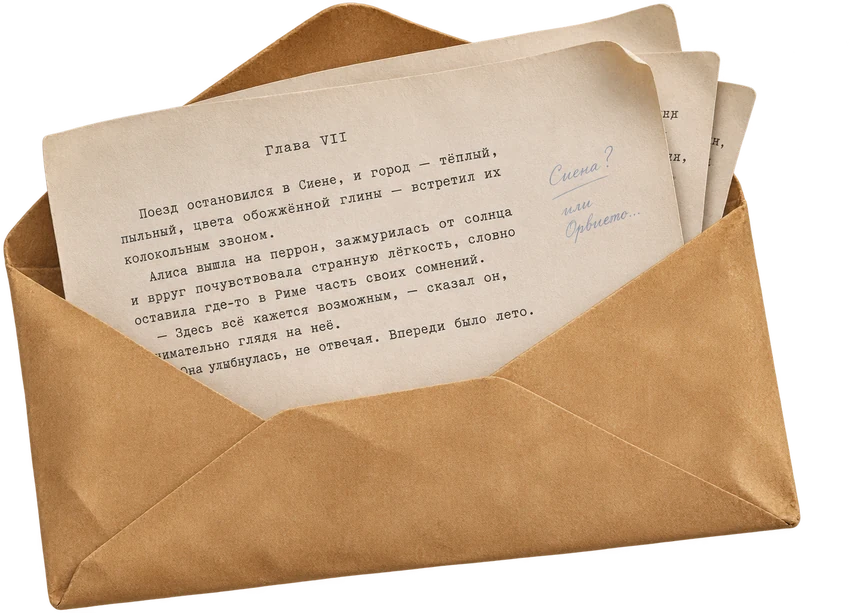 Глава VII
Поезд остановился в Сиене, и город — тёплый,
пыльный, цвета обожжённой глины — встретил их
колокольным звоном.
Алиса вышла на перрон, зажмурилась от солнца
и врруг почувствовала странную лёгкость, словно
оставила где-то в Риме часть своих сомнений.
— Здесь всё кажется возможным, — сказал он,
нимательно глядя на неё.
Она улыбнулась, не отвечая. Впереди было лето.
Сиена?
или
Орвието...